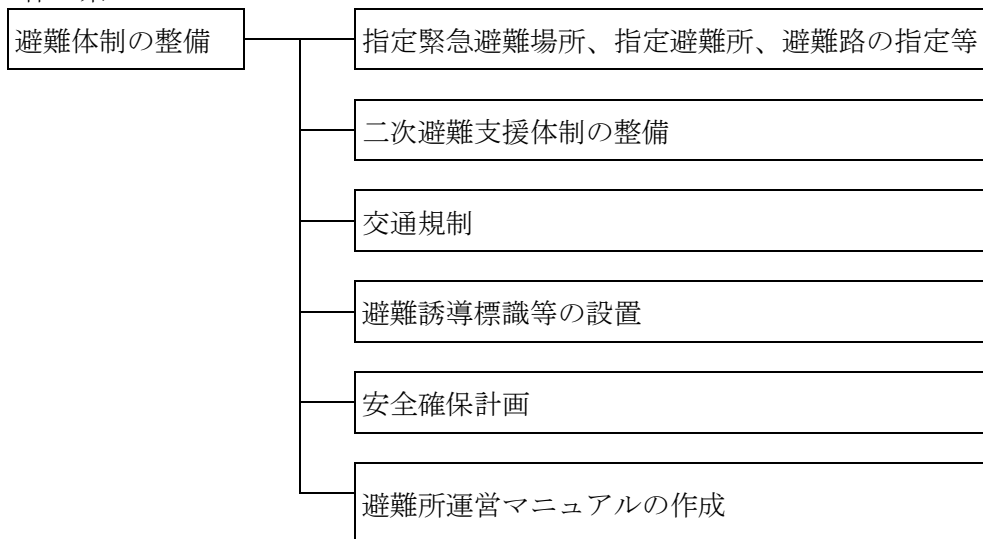 避難体制の整備
指定緊急避難場所、指定避難所、避難路の指定等
二次避難支援体制の整備
交通規制
避難誘導標識等の設置
安全確保計画
避難所運営マニュアルの作成